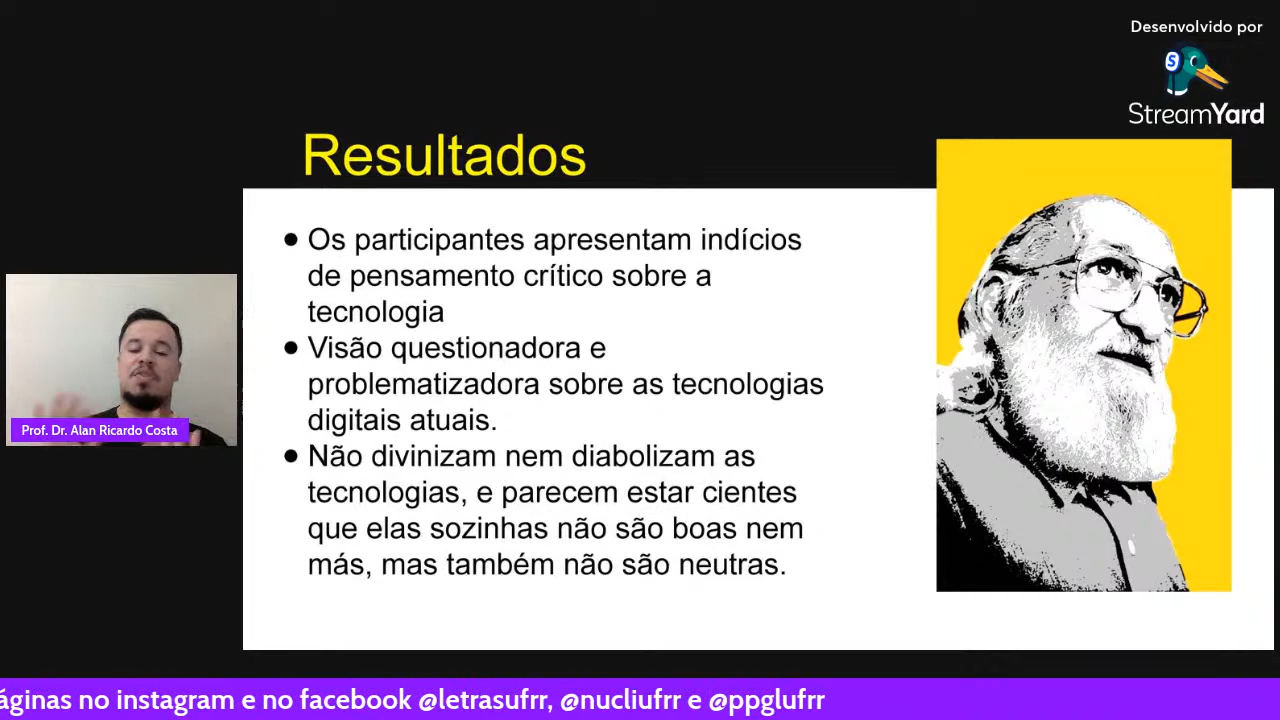 Desenvolvido por
S
StreamYard
Resultados
● Os participantes apresentam indícios
de pensamento crítico sobre a
tecnologia
● Visão questionadora e
problematizadora sobre as tecnologias
digitais atuais.
● Não divinizam nem diabolizam as
tecnologias, e parecem estar cientes
que elas sozinhas não são boas nem
más, mas também não são neutras.
Prof. Dr. Alan Ricardo Costa
áginas no instagram e no facebook @letrasufrr, @nucliufrr e @ppglufrr